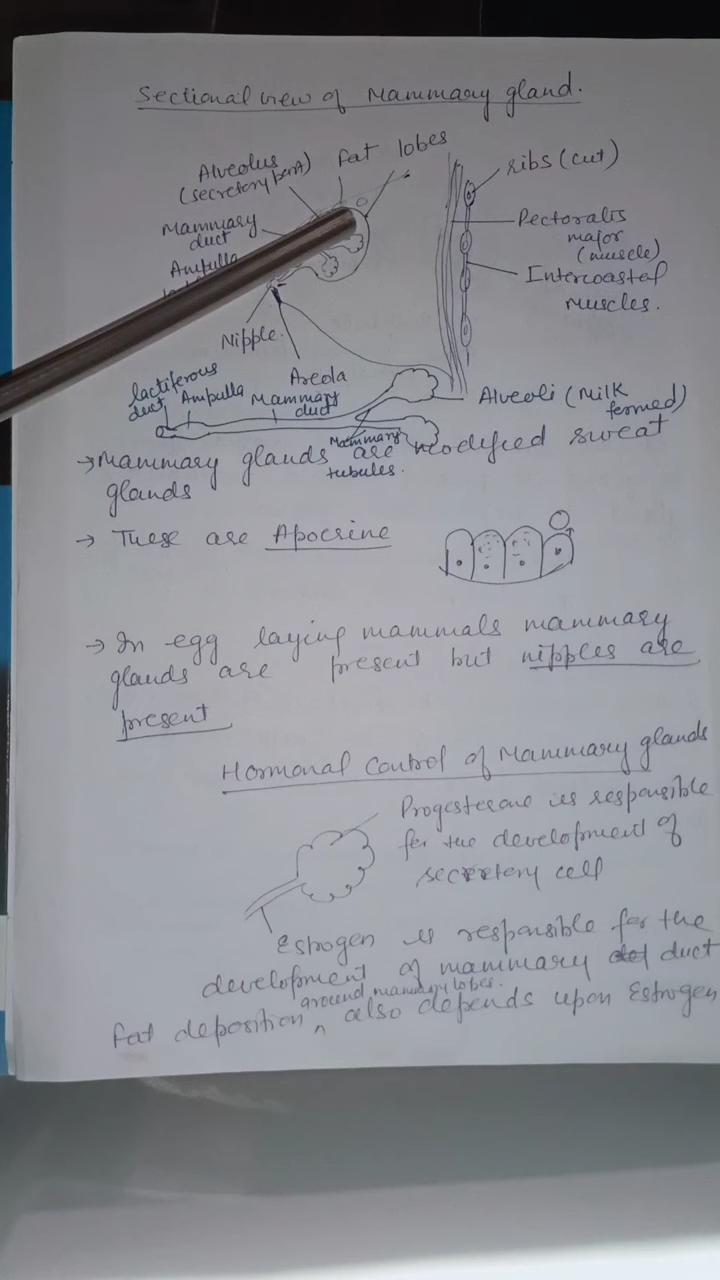 Sectional view of Mammary gland.
Alveolus
(secretory part)
Fat
lobes
Mammary
duct
Ampulla
Nipple
Areola
Ribs (cut)
Pectoralis
major
(muscle)
Intercoastal
Muscles.
lactiferous
duct
Ampulla
Mammary
duct
Mammary
tubules.
Alveoli (Milk
formed)
→ Mammary glands are modified sweat
glands
→ These are Apocrine
→ In egg laying mammals mammary
glands are present but nipples are
present
Hormonal Control of Mammary glands
Progesterone is responsible
for the development of
secretory cell
Estrogen is responsible for the
development of mammary duct
around mammary lobes.
Fat deposition ^ also depends upon Estrogen